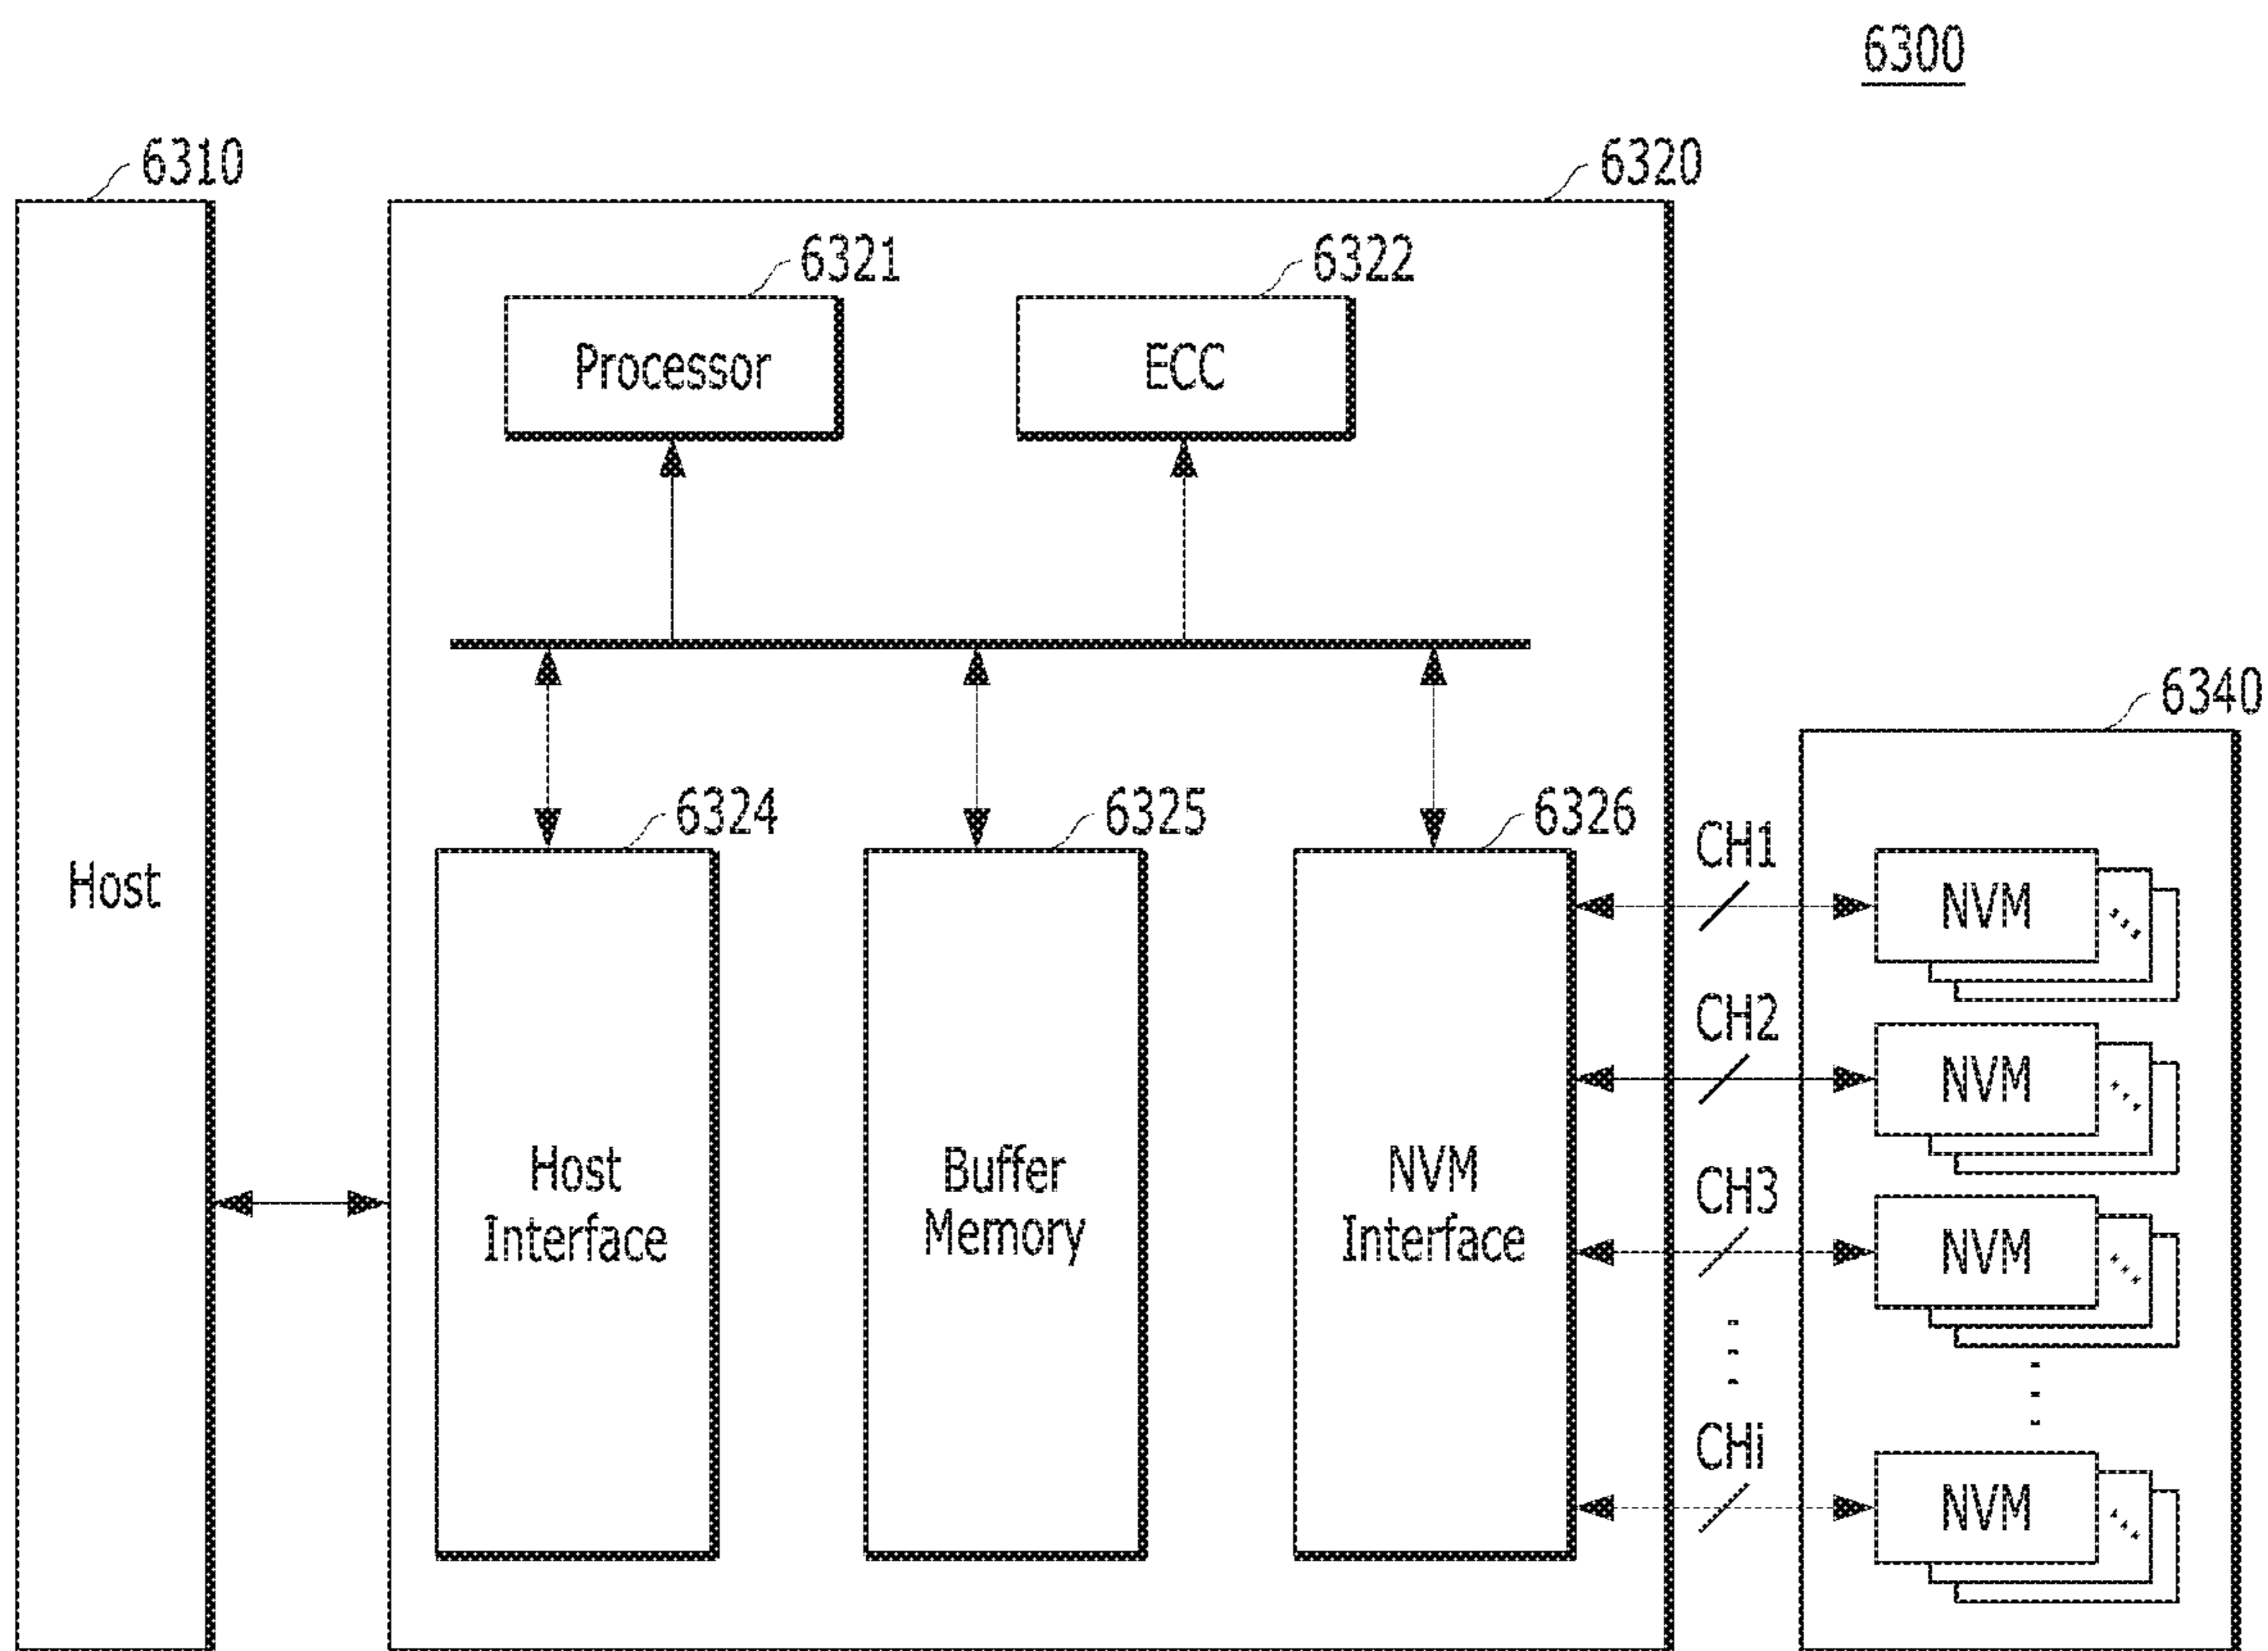 6300
6310
6320
6321
6322
Processor
ECC
6340
6324
6325
6326
CH1
Host
NVM
CH2
NVM
Host
Interface
Buffer
Memory
NVM
Interface
CH3
NVM
CHi
NVM